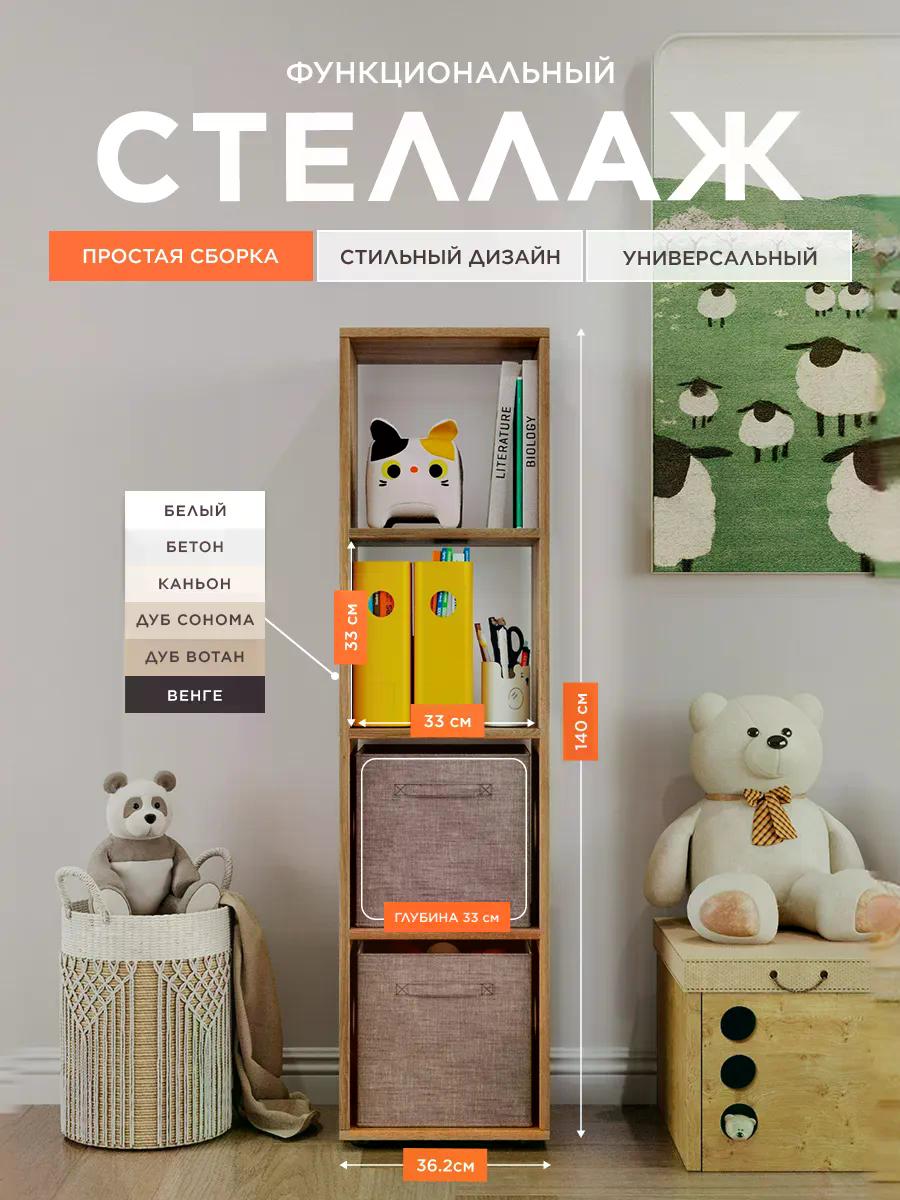 ФУНКЦИОНАЛЬНЫЙ
СТЕЛЛАЖ
ПРОСТАЯ СБОРКА
СТИЛЬНЫЙ ДИЗАЙН
УНИВЕРСАЛЬНЫЙ
LITERATURE
BIOLOGY
БЕЛЫЙ
БЕТОН
КАНЬОН
ДУБ СОНОМА
ДУБ ВОТАН
ВЕНГЕ
33 см
33 см
140 см
ГЛУБИНА 33 см
36.2см